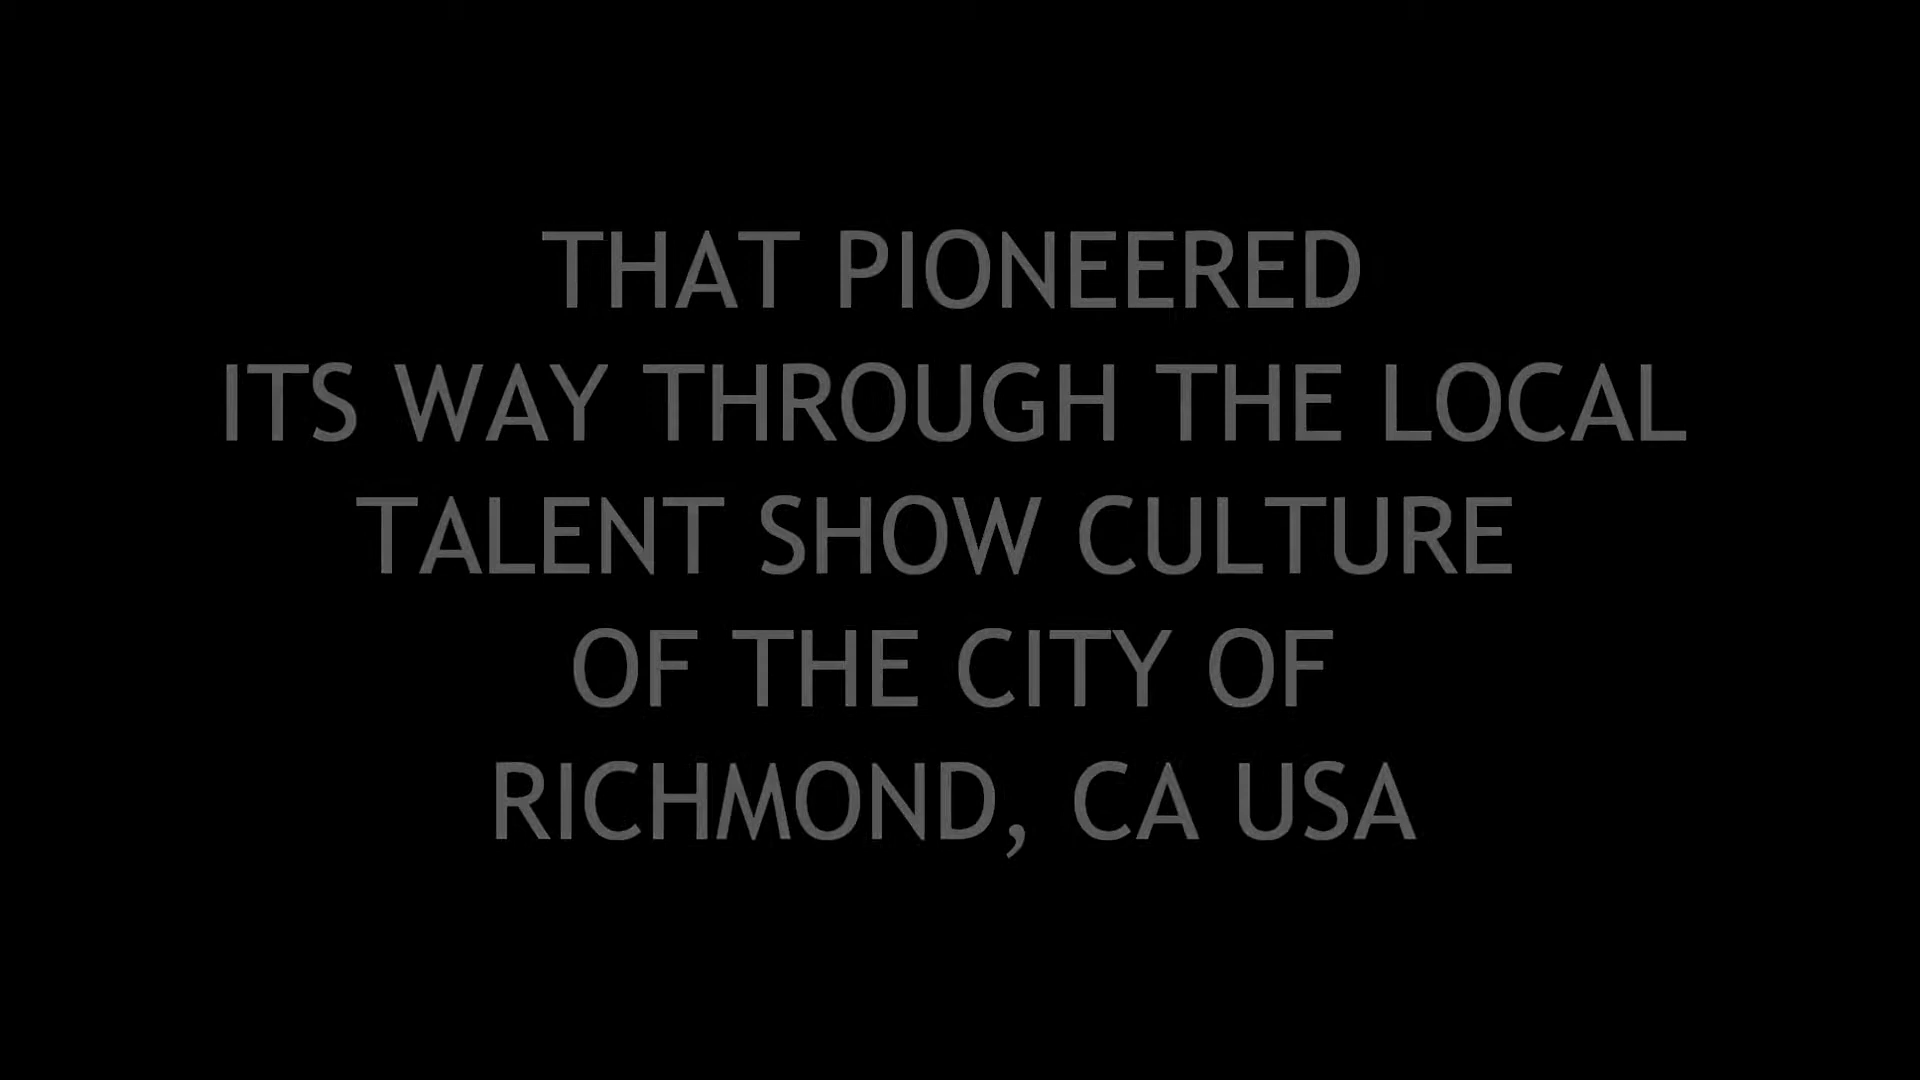 THAT PIONEERED
ITS WAY THROUGH THE LOCAL
TALENT SHOW CULTURE
OF THE CITY OF
RICHMOND, CA USA